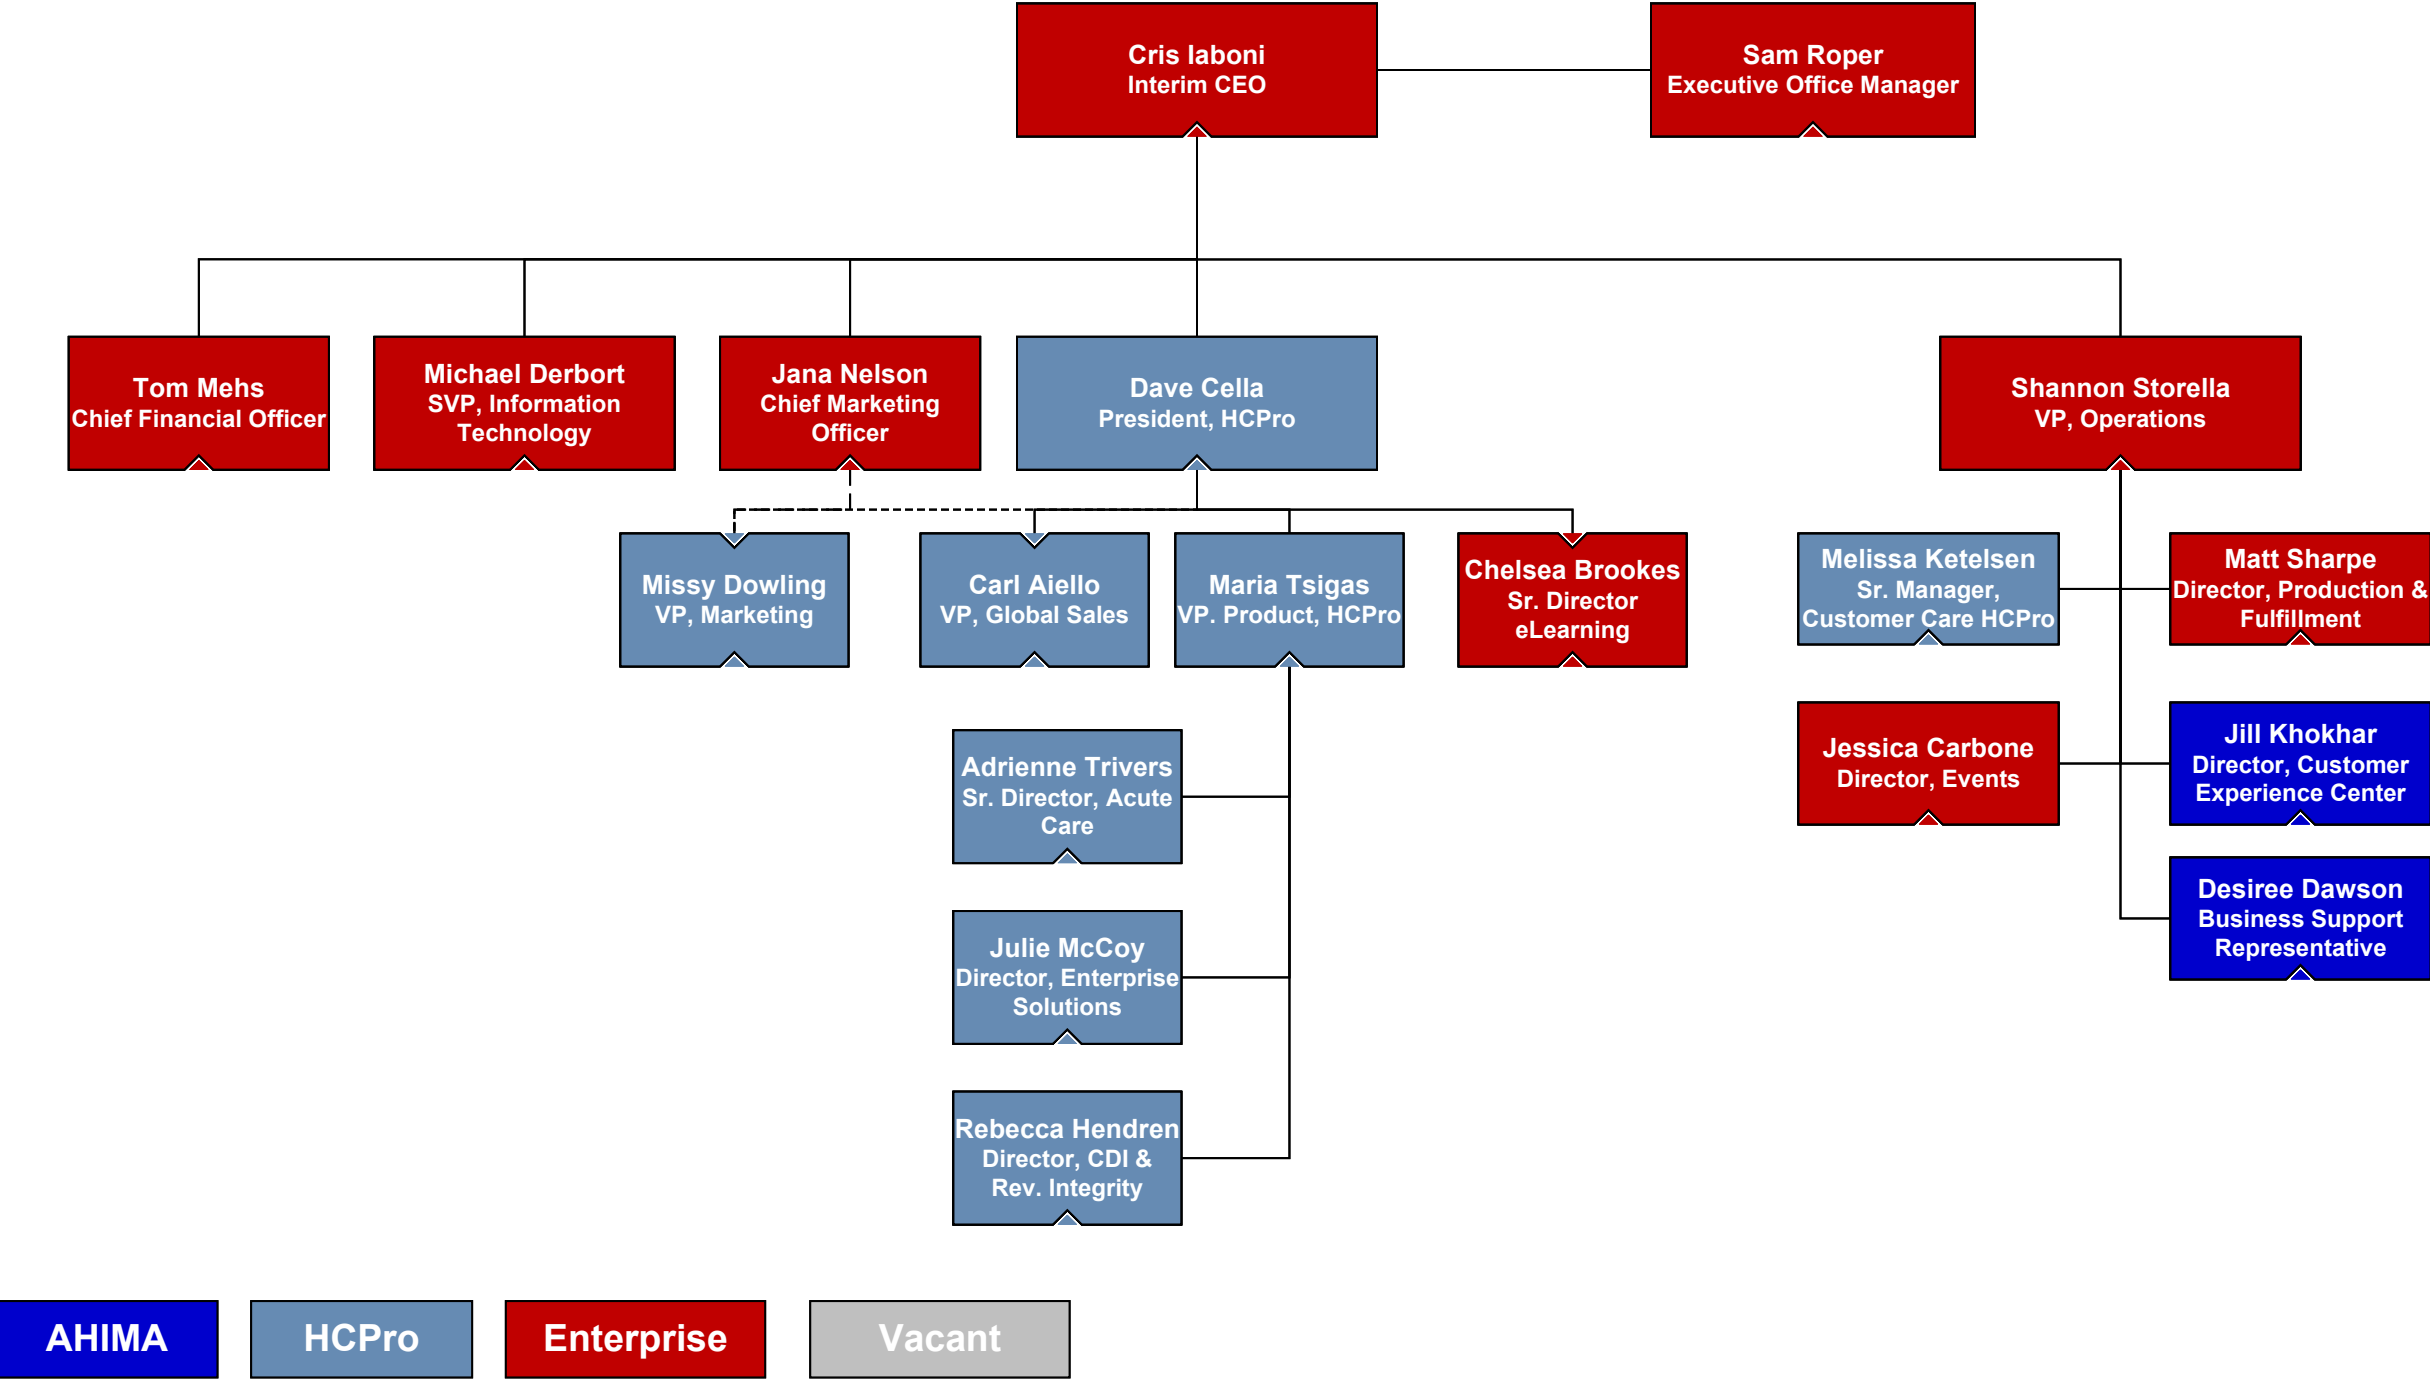 Cris Iaboni
Interim CEO
Sam Roper
Executive Office Manager
Tom Mehs
Chief Financial Officer
Michael Derbort
SVP, Information
Technology
Jana Nelson
Chief Marketing
Officer
Dave Cella
President, HCPro
Shannon Storella
VP, Operations
Missy Dowling
VP, Marketing
Carl Aiello
VP, Global Sales
Maria Tsigas
VP. Product, HCPro
Chelsea Brookes
Sr. Director
eLearning
Melissa Ketelsen
Sr. Manager,
Customer Care HCPro
Matt Sharpe
Director, Production &
Fulfillment
Adrienne Trivers
Sr. Director, Acute
Care
Jessica Carbone
Director, Events
Jill Khokhar
Director, Customer
Experience Center
Julie McCoy
Director, Enterprise
Solutions
Desiree Dawson
Business Support
Representative
Rebecca Hendren
Director, CDI &
Rev. Integrity
AHIMA
HCPro
Enterprise
Vacant